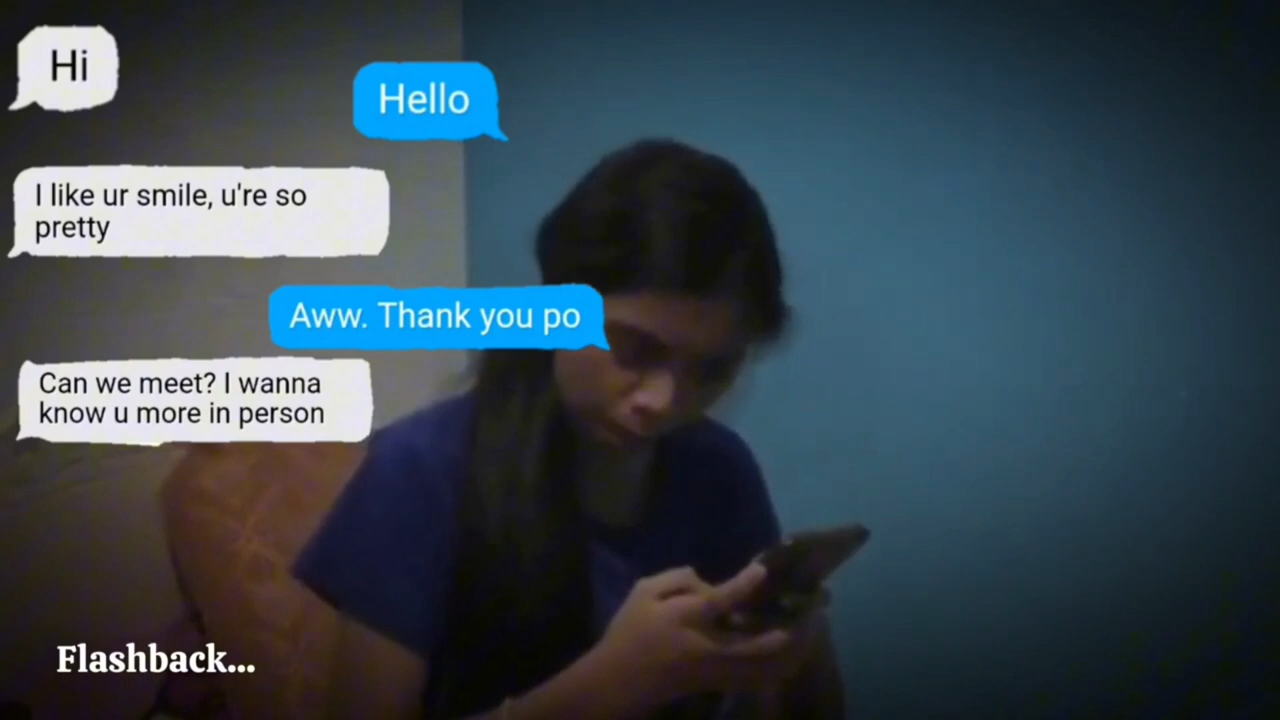 Hi
Hello
I like ur smile, u're so
pretty
Aww. Thank you po
Can we meet? I wanna
know u more in person
Flashback...